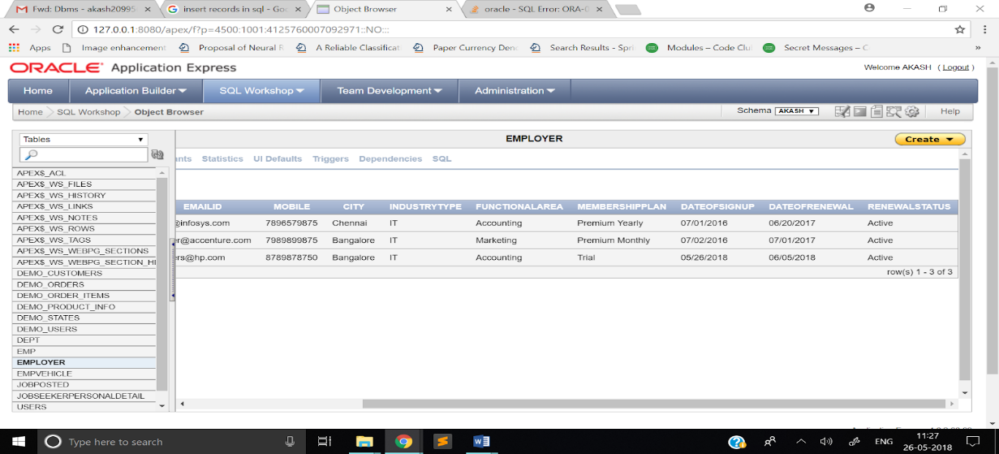 Fwd: Dbms - akash20995
insert records in sql - Go
Object Browser
oracle - SQL Error: ORA-0
127.0.0.1:8080/apex/f?p=4500:1001:4125760007092971::NO:::
Apps Image enhancement Proposal of Neural R A Reliable Classificat Paper Currency Deno Search Results - Spri Modules – Code Clu Secret Messages – C »
ORACLE Application Express
Welcome AKASH ( Logout )
Home Application Builder SQL Workshop Team Development Administration
Home SQL Workshop Object Browser
Schema AKASH Help
Tables
EMPLOYER
Create
ints Statistics UI Defaults Triggers Dependencies SQL
APEX$_ACL
APEX$_WS_FILES
APEX$_WS_HISTORY
APEX$_WS_LINKS
APEX$_WS_NOTES
APEX$_WS_ROWS
APEX$_WS_TAGS
APEX$_WS_WEBPG_SECTIONS
APEX$_WS_WEBPG_SECTION_HI
DEMO_CUSTOMERS
DEMO_ORDERS
DEMO_ORDER_ITEMS
DEMO_PRODUCT_INFO
DEMO_STATES
DEMO_USERS
DEPT
EMP
EMPLOYER
EMPVEHICLE
JOBPOSTED
JOBSEEKERPERSONALDETAIL
USERS
EMAILID MOBILE CITY INDUSTRYTYPE FUNCTIONALAREA MEMBERSHIPPLAN DATEOFSIGNUP DATEOFRENEWAL RENEWALSTATUS
@infosys.com 7896579875 Chennai IT Accounting Premium Yearly 07/01/2016 06/20/2017 Active
r@accenture.com 7989899875 Bangalore IT Marketing Premium Monthly 07/02/2016 07/01/2017 Active
rs@hp.com 8789878750 Bangalore IT Accounting Trial 05/26/2018 06/05/2018 Active
row(s) 1 - 3 of 3
Type here to search
ENG
11:27
26-05-2018